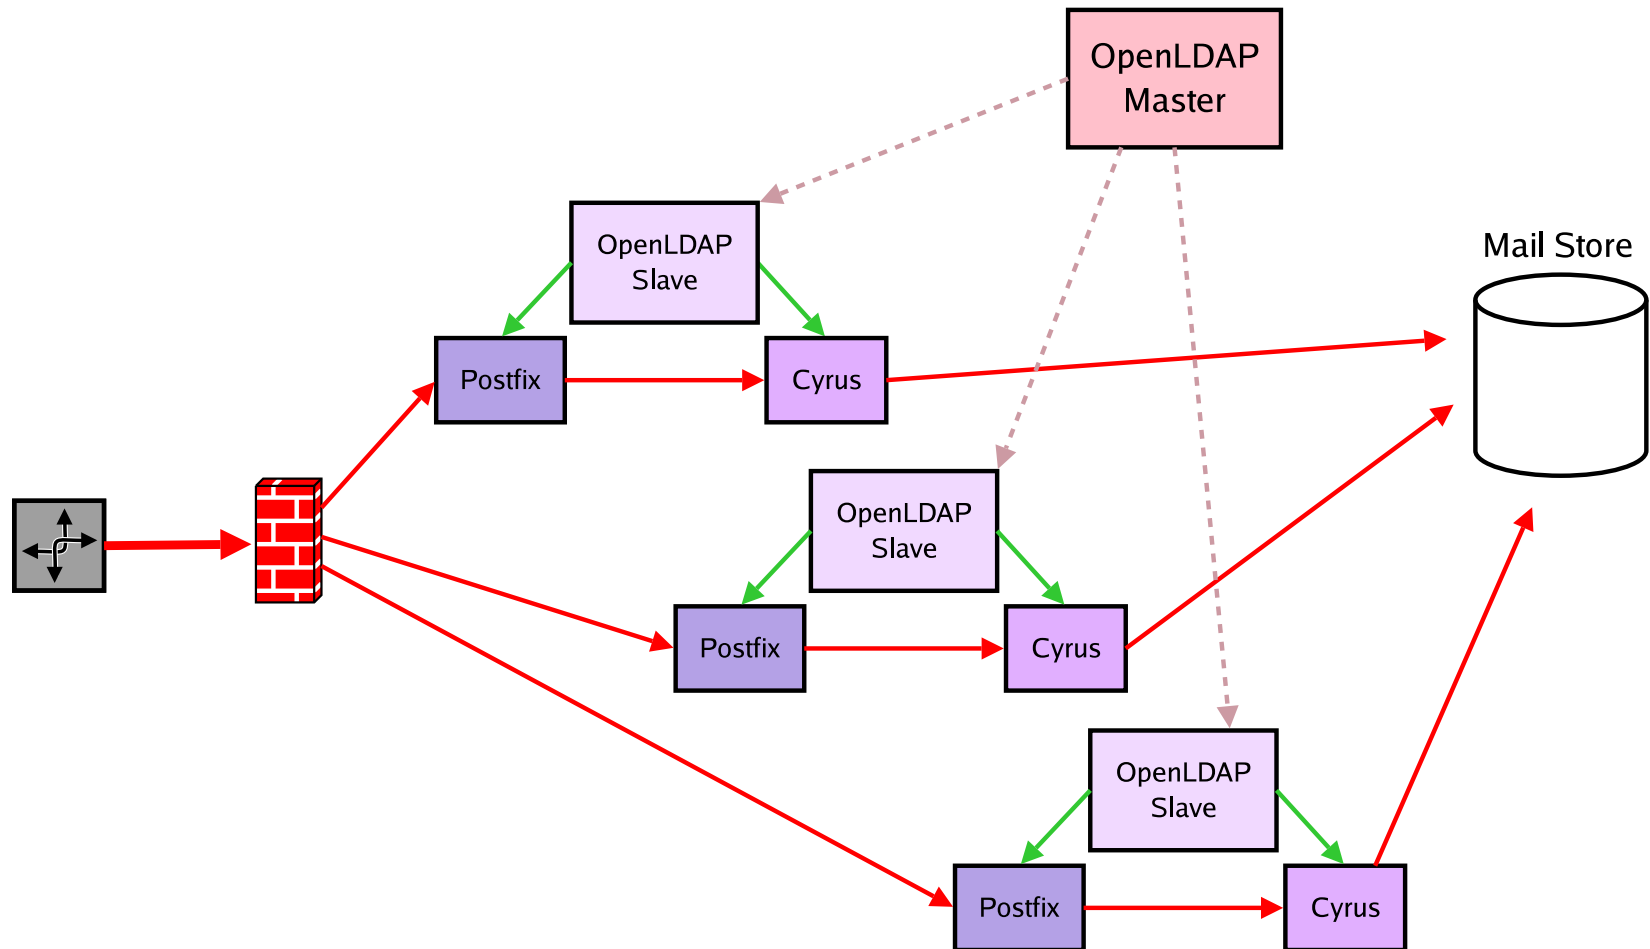 OpenLDAP
Master
OpenLDAP
Slave
Mail Store
Postfix
Cyrus
OpenLDAP
Slave
Postfix
Cyrus
OpenLDAP
Slave
Postfix
Cyrus